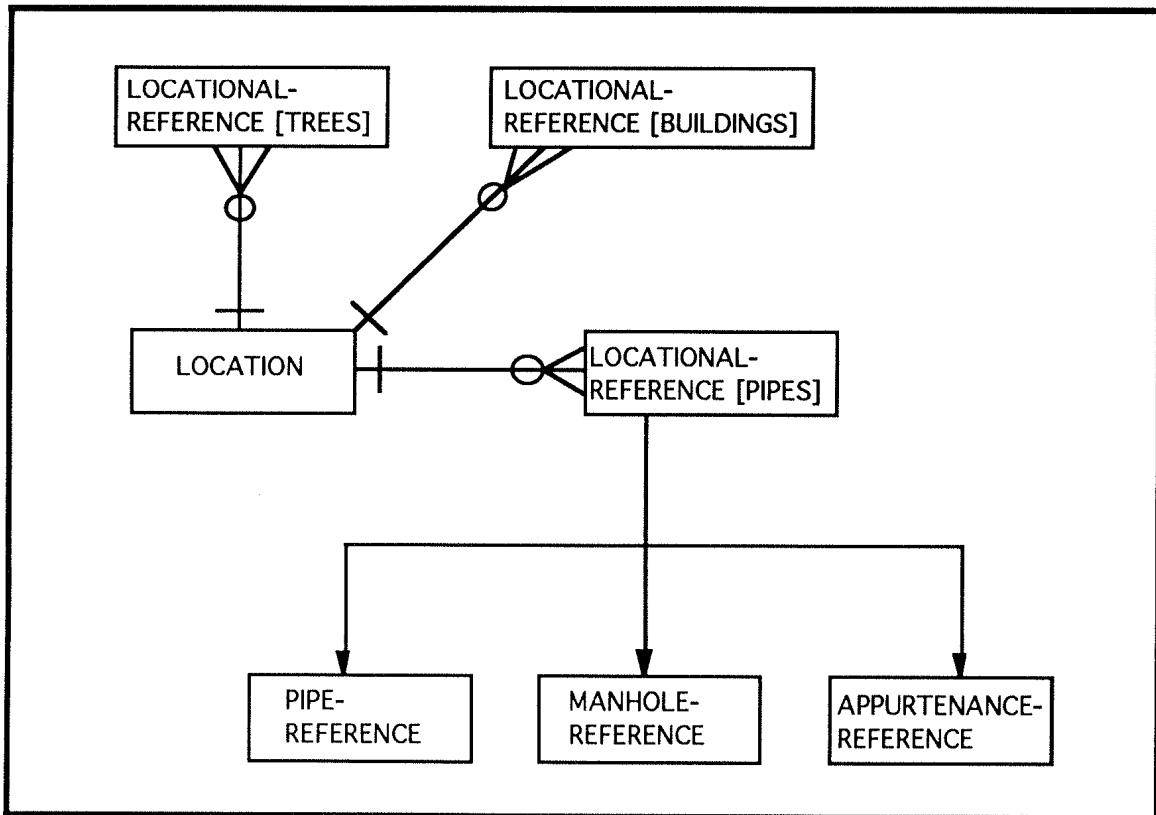 LOCATIONAL-
REFERENCE [TREES]
LOCATIONAL-
REFERENCE [BUILDINGS]
LOCATION
LOCATIONAL-
REFERENCE [PIPES]
PIPE-
REFERENCE
MANHOLE-
REFERENCE
APPURTENANCE-
REFERENCE